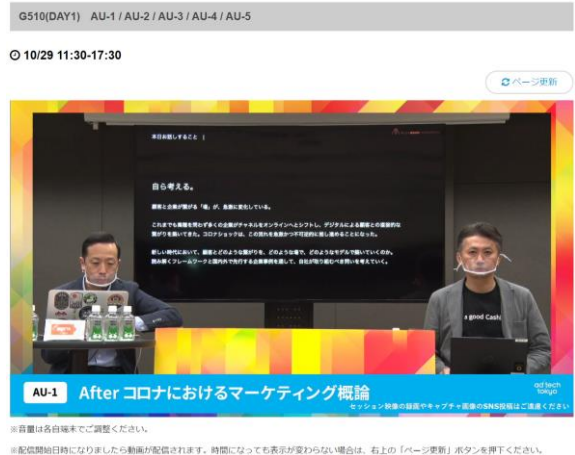 G510(DAY1) AU-1 / AU-2 / AU-3 / AU-4 / AU-5
10/29 11:30-17:30
ページ更新
本日お話しすること |
自ら考える。
顧客と企業が繋がる「場」が、急激に変化している。
これまでも業種を問わず多くの企業がチャネルをオンラインへとシフトし、デジタルによる顧客との直接的な
繋がりを築いてきた。コロナショックは、この流れを急激かつ不可逆的に推し進めることになった。
新しい時代において、顧客とどのような繋がりを、どのような場で、どのようなモデルで築いていくのか。
読み解くフレームワークと国内外で先行する企業事例を通して、自社が取り組むべき問いを考えていく。
a good Cash
AU-1 After コロナにおけるマーケティング概論
ad:tech
tokyo
セッション映像の録画やキャプチャ画像のSNS投稿はご遠慮ください
※音量は各自端末でご調整ください。
※配信開始日時になりましたら動画が配信されます。時間になっても表示が変わらない場合は、右上の「ページ更新」ボタンを押下ください。